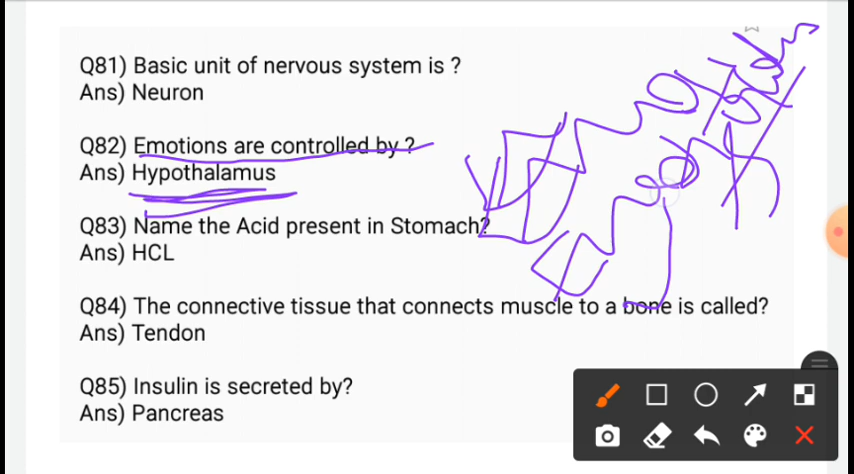 Q81) Basic unit of nervous system is ?
Ans) Neuron
Q82) Emotions are controlled by ?
Ans) Hypothalamus
Q83) Name the Acid present in Stomach?
Ans) HCL
Q84) The connective tissue that connects muscle to a bone is called?
Ans) Tendon
Q85) Insulin is secreted by?
Ans) Pancreas